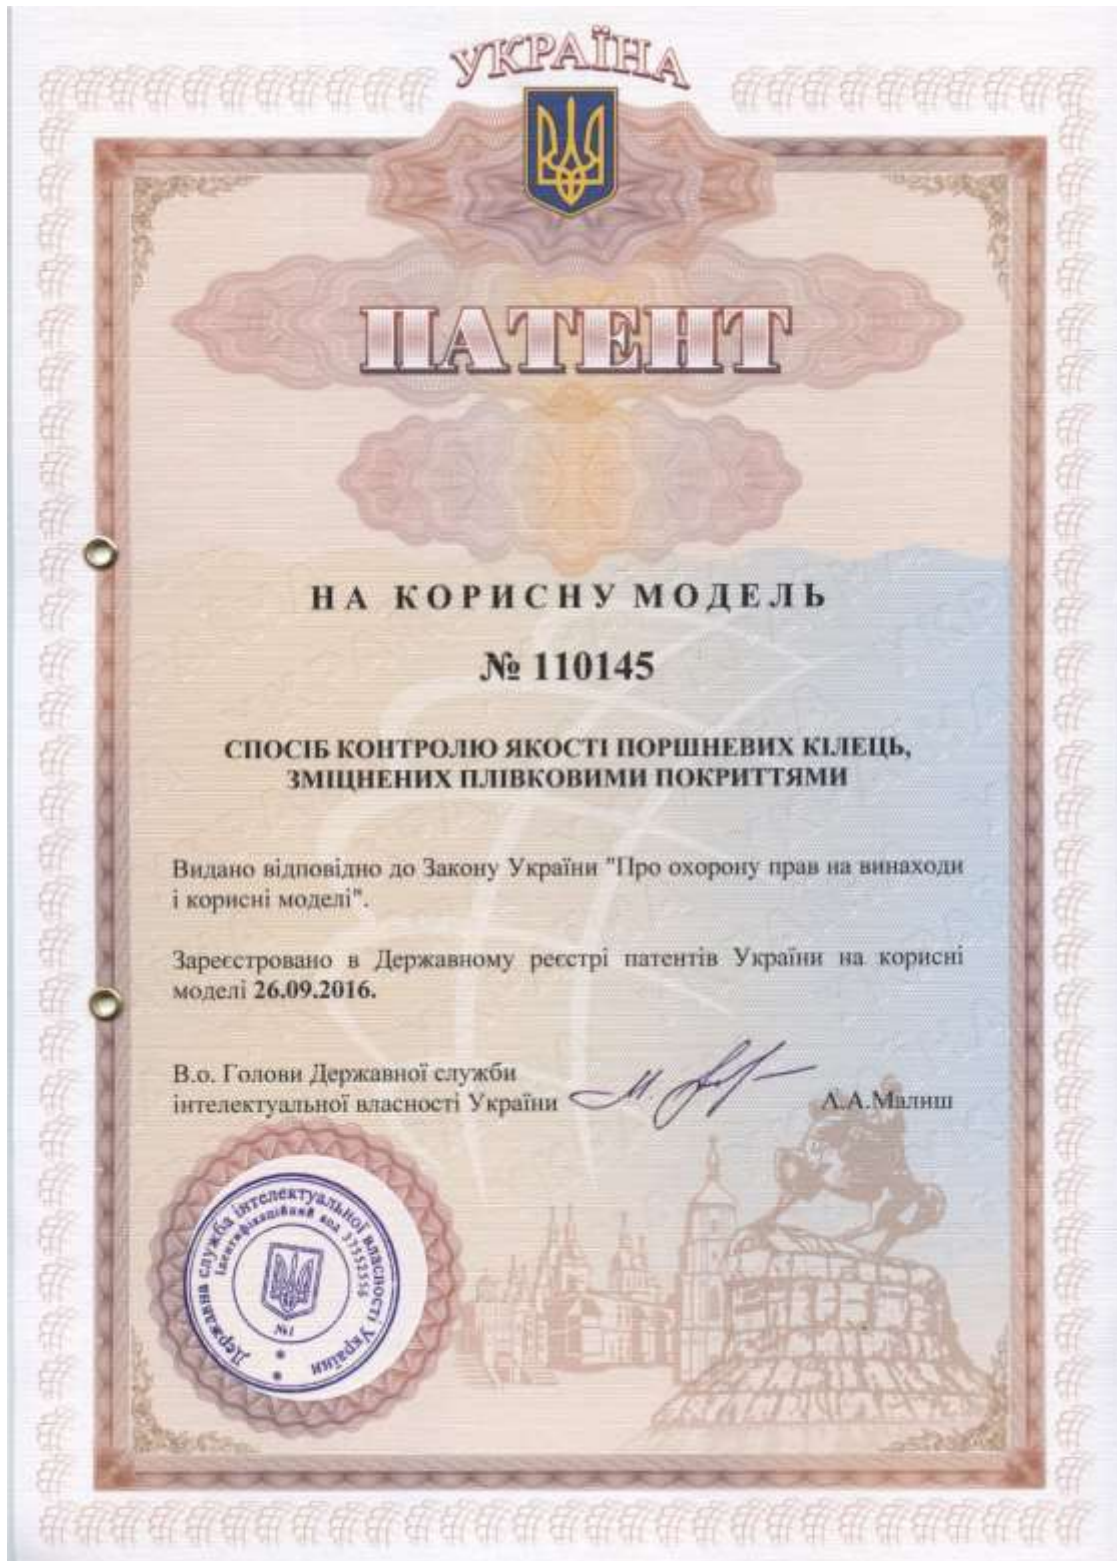 УКРАЇНА
ПАТЕНТ
НА КОРИСНУ МОДЕЛЬ
№ 110145
СПОСІБ КОНТРОЛЮ ЯКОСТІ ПОРШНЕВИХ КІЛЕЦЬ,
ЗМІЦНЕНИХ ПЛІВКОВИМИ ПОКРИТТЯМИ
Видано відповідно до Закону України "Про охорону прав на винаходи
і корисні моделі".
Зареєстровано в Державному реєстрі патентів України на корисні
моделі 26.09.2016.
В.о. Голови Державної служби
інтелектуальної власності України
А.А.Малиш
Державна служба інтелектуальної власності України
Ідентифікаційний код 37552556
№1